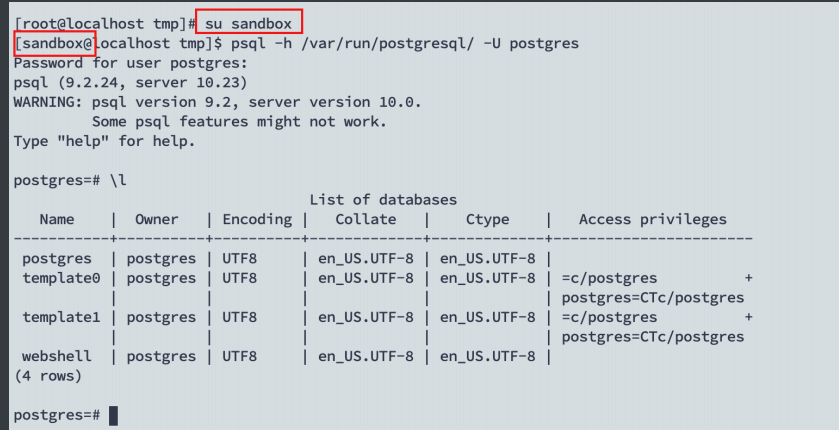 [root@localhost tmp]# su sandbox
[sandbox@localhost tmp]$ psql -h /var/run/postgresql/ -U postgres
Password for user postgres:
psql (9.2.24, server 10.23)
WARNING: psql version 9.2, server version 10.0.
         Some psql features might not work.
Type "help" for help.

postgres=# \l
                                  List of databases
   Name    |  Owner   | Encoding |   Collate   |    Ctype    |   Access privileges
-----------+----------+----------+-------------+-------------+-----------------------
 postgres  | postgres | UTF8     | en_US.UTF-8 | en_US.UTF-8 |
 template0 | postgres | UTF8     | en_US.UTF-8 | en_US.UTF-8 | =c/postgres          +
           |          |          |             |             | postgres=CTc/postgres
 template1 | postgres | UTF8     | en_US.UTF-8 | en_US.UTF-8 | =c/postgres          +
           |          |          |             |             | postgres=CTc/postgres
 webshell  | postgres | UTF8     | en_US.UTF-8 | en_US.UTF-8 |
(4 rows)

postgres=#